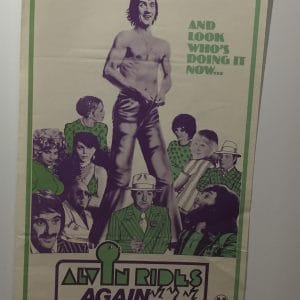 AND
LOOK
WHO'S
DOING IT
NOW...
ALVIN RIDES
AGAIN